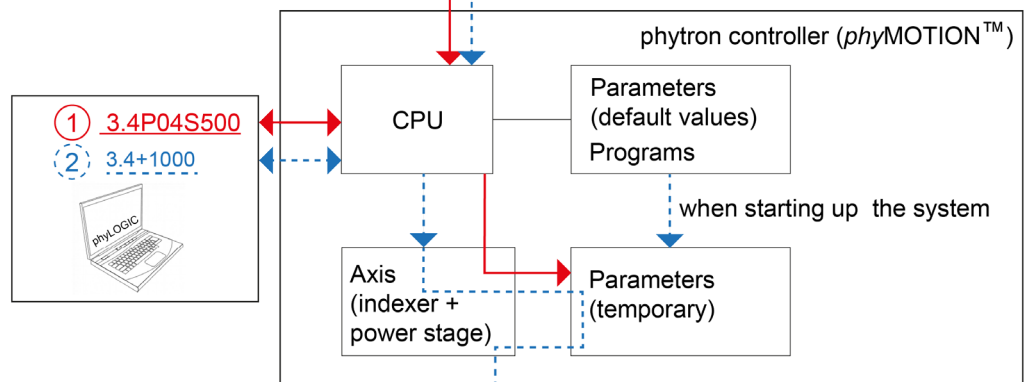 phytron controller (phyMOTION™)
CPU
Parameters
(default values)
Programs
1 3.4P04S500
2 3.4+1000
phyLOGIC
when starting up the system
Axis
(indexer +
power stage)
Parameters
(temporary)